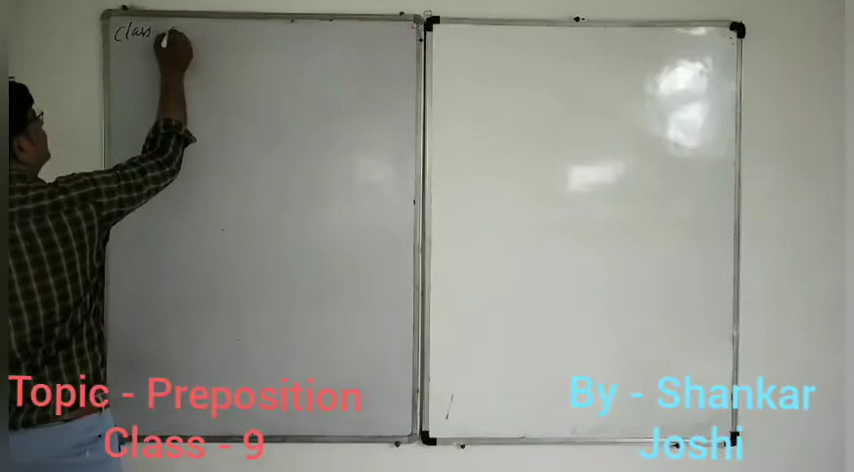 Class
Topic - Preposition
Class - 9
By - Shankar
Joshi